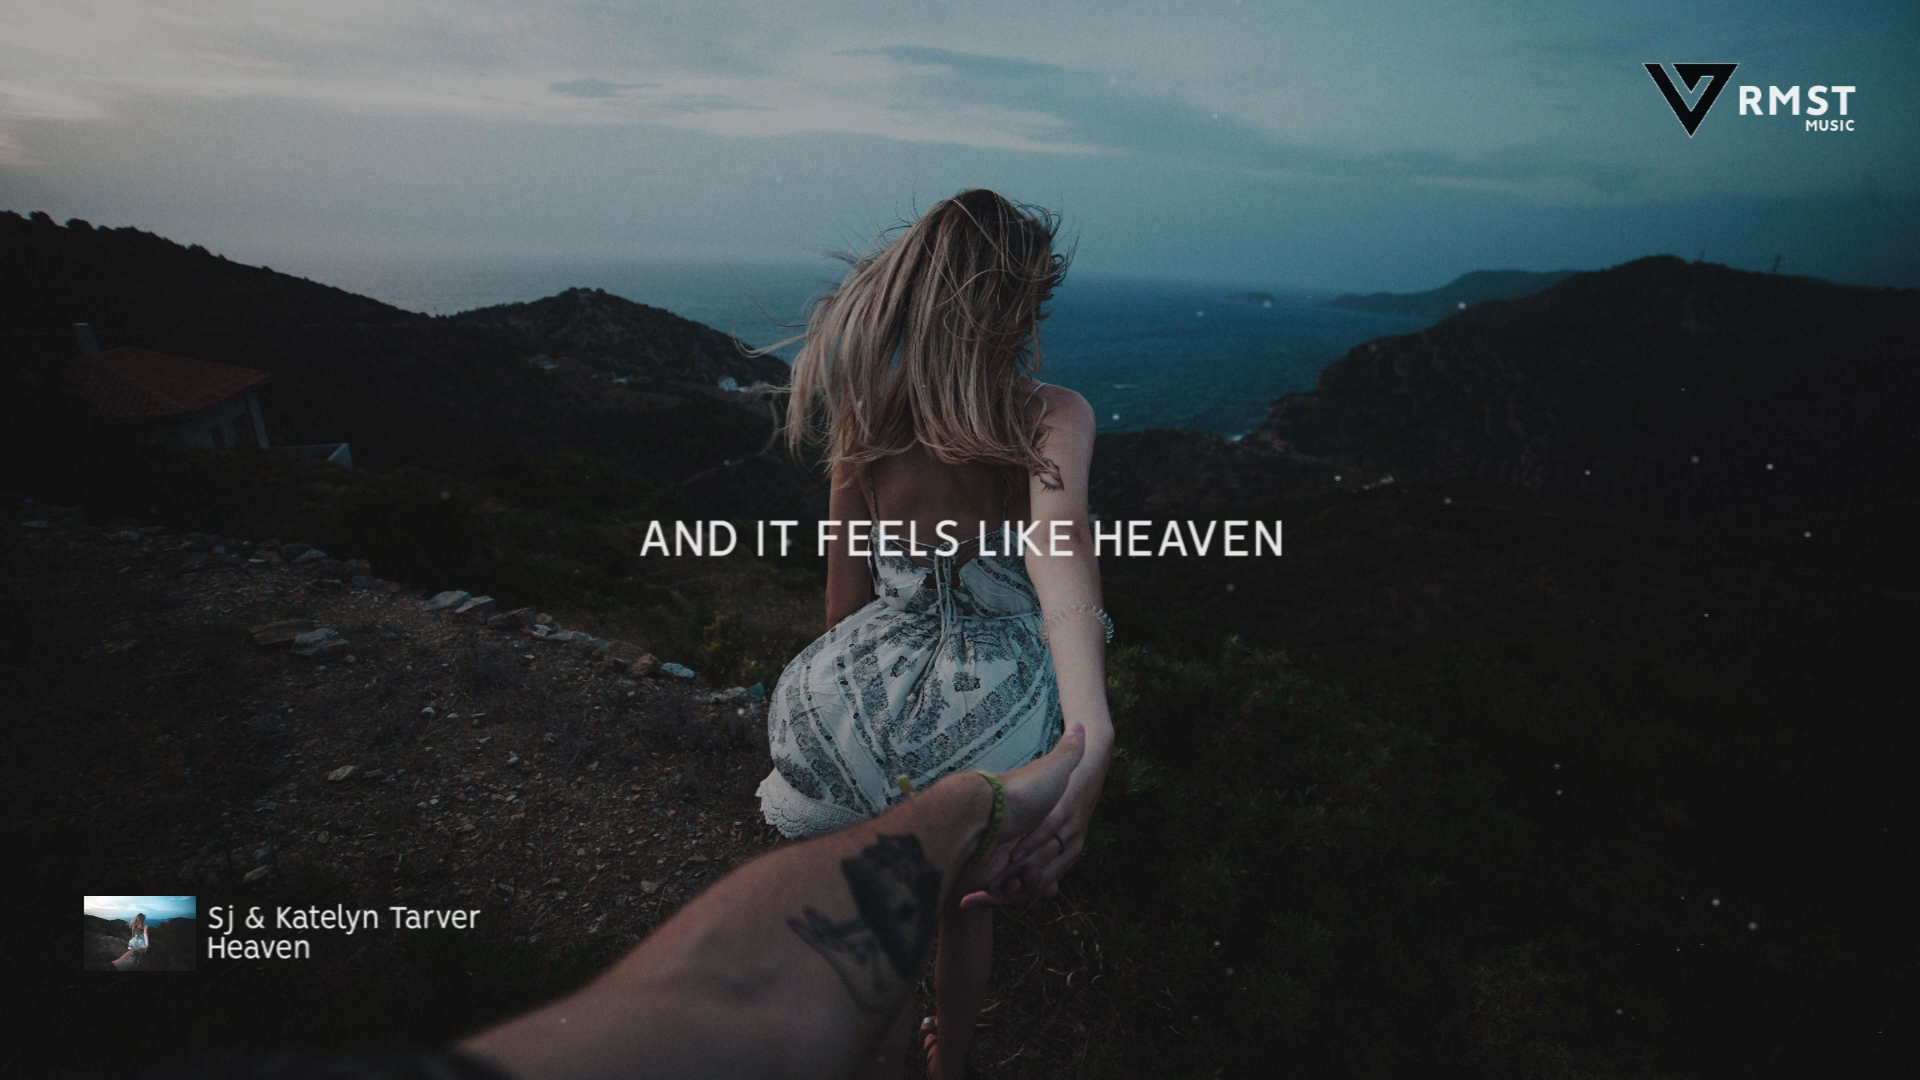 RMST
MUSIC
AND IT FEELS LIKE HEAVEN
Sj & Katelyn Tarver
Heaven